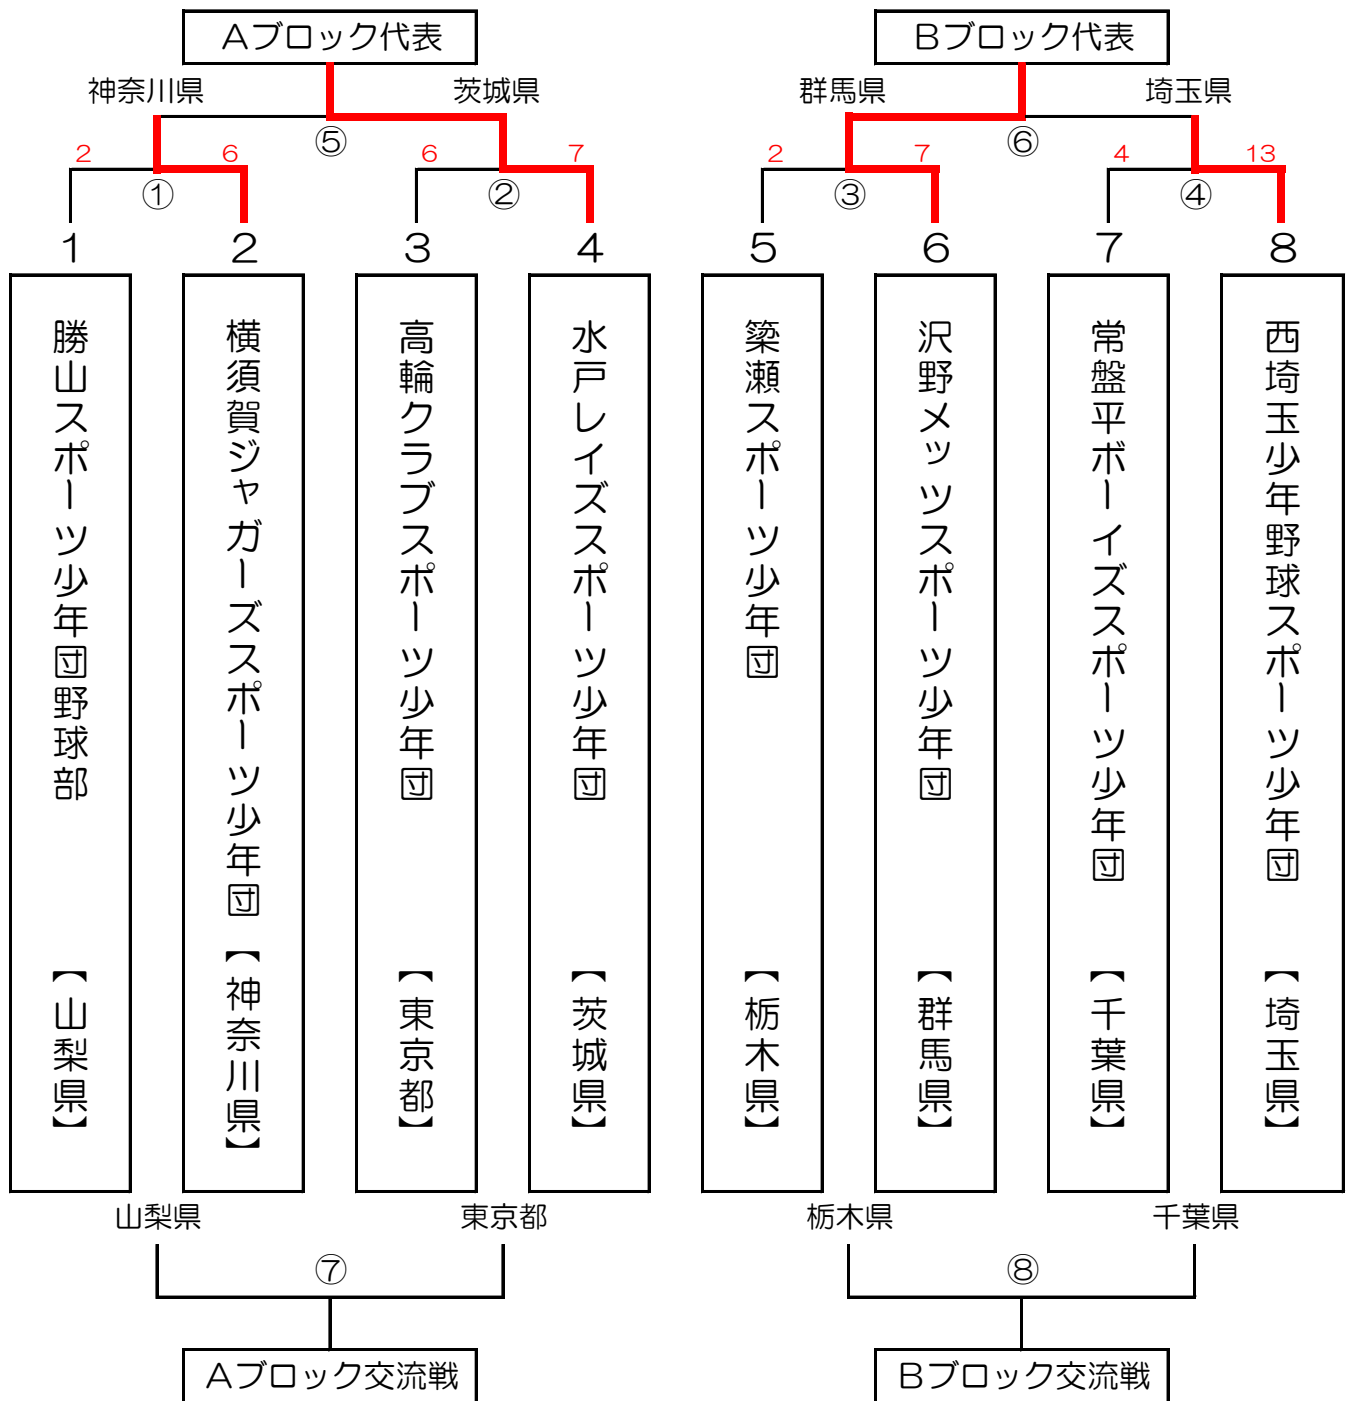 Aブロック代表
Bブロック代表
神奈川県
茨城県
群馬県
埼玉県
⑤
⑥
2
6
6
7
2
7
4
13
①
②
③
④
1
2
3
4
5
6
7
8
勝山スポーツ少年団野球部【山梨県】
横須賀ジャガーズスポーツ少年団【神奈川県】
高輪クラブスポーツ少年団【東京都】
水戸レイズスポーツ少年団【茨城県】
簗瀬スポーツ少年団【栃木県】
沢野メッツスポーツ少年団【群馬県】
常盤平ボーイズスポーツ少年団【千葉県】
西埼玉少年野球スポーツ少年団【埼玉県】
山梨県
東京都
栃木県
千葉県
⑦
⑧
Aブロック交流戦
Bブロック交流戦